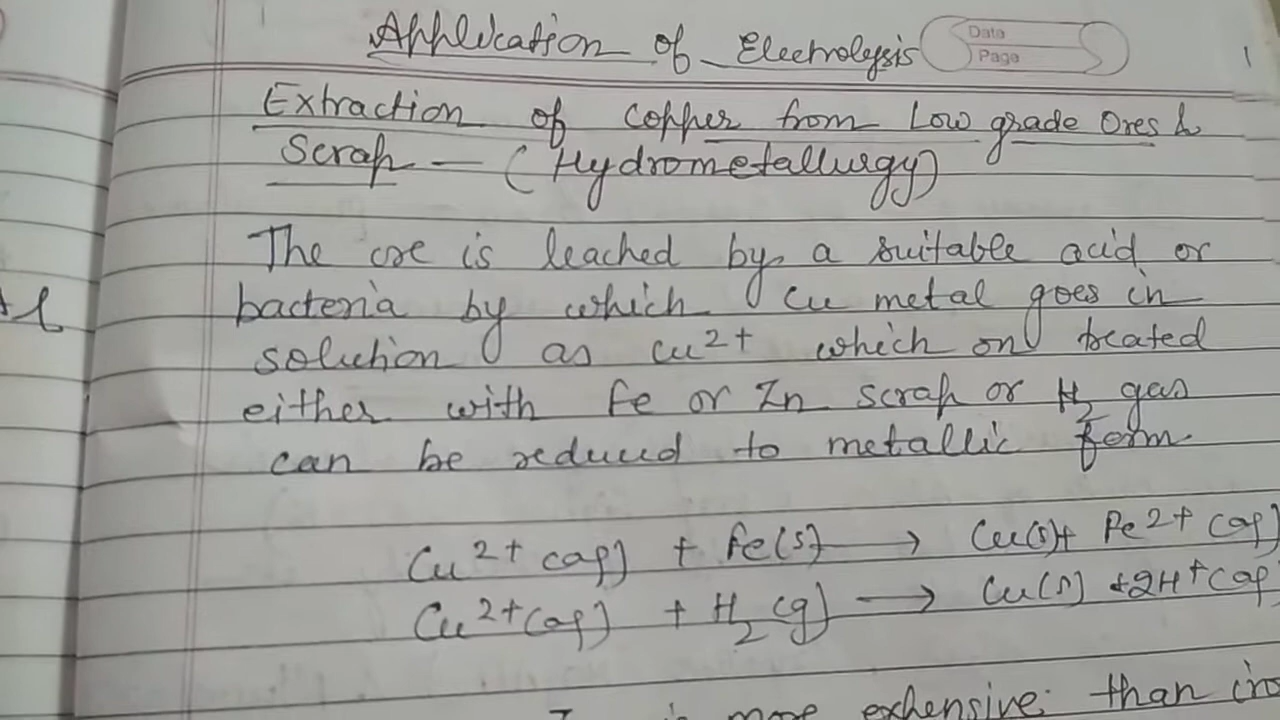 Application of Electrolysis
Date
Page
1
Extraction of Copper from Low grade Ores &
Scrap — (Hydrometallurgy)
The ore is leached by a suitable acid or
bacteria by which Cu metal goes in
solution as Cu²⁺ which on treated
either with Fe or Zn scrap or H₂ gas
can be reduced to metallic form
Cu²⁺(aq) + Fe(s) → Cu(s) + Fe²⁺(aq)
Cu²⁺(aq) + H₂(g) → Cu(s) + 2H⁺(aq)
is more expensive than